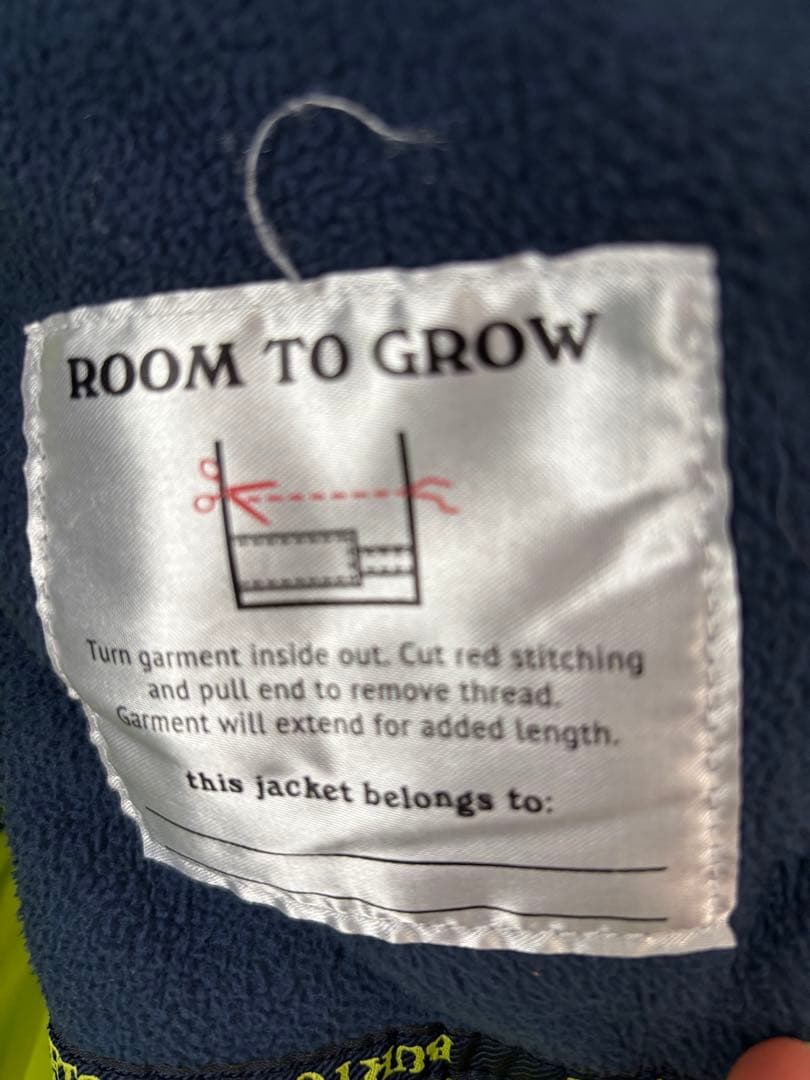 ROOM TO GROW
Turn garment inside out. Cut red stitching
and pull end to remove thread.
Garment will extend for added length.
this jacket belongs to: